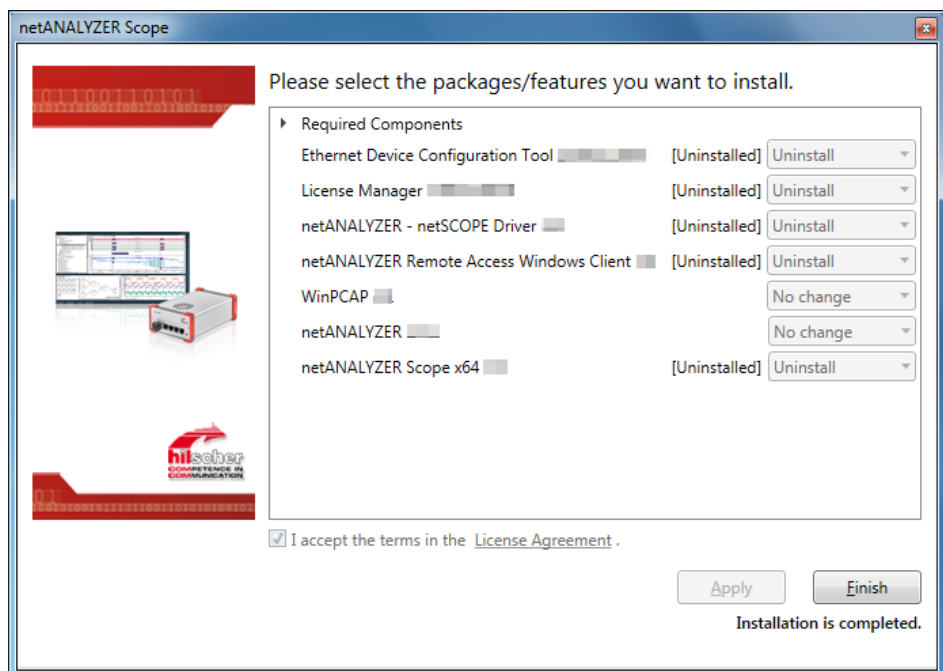 netANALYZER Scope
Please select the packages/features you want to install.
Required Components
Ethernet Device Configuration Tool [Uninstalled] Uninstall
License Manager [Uninstalled] Uninstall
netANALYZER - netSCOPE Driver [Uninstalled] Uninstall
netANALYZER Remote Access Windows Client [Uninstalled] Uninstall
WinPCAP No change
netANALYZER No change
netANALYZER Scope x64 [Uninstalled] Uninstall
hilscher
COMPETENCE IN
COMMUNICATION
I accept the terms in the License Agreement .
Apply Finish
Installation is completed.